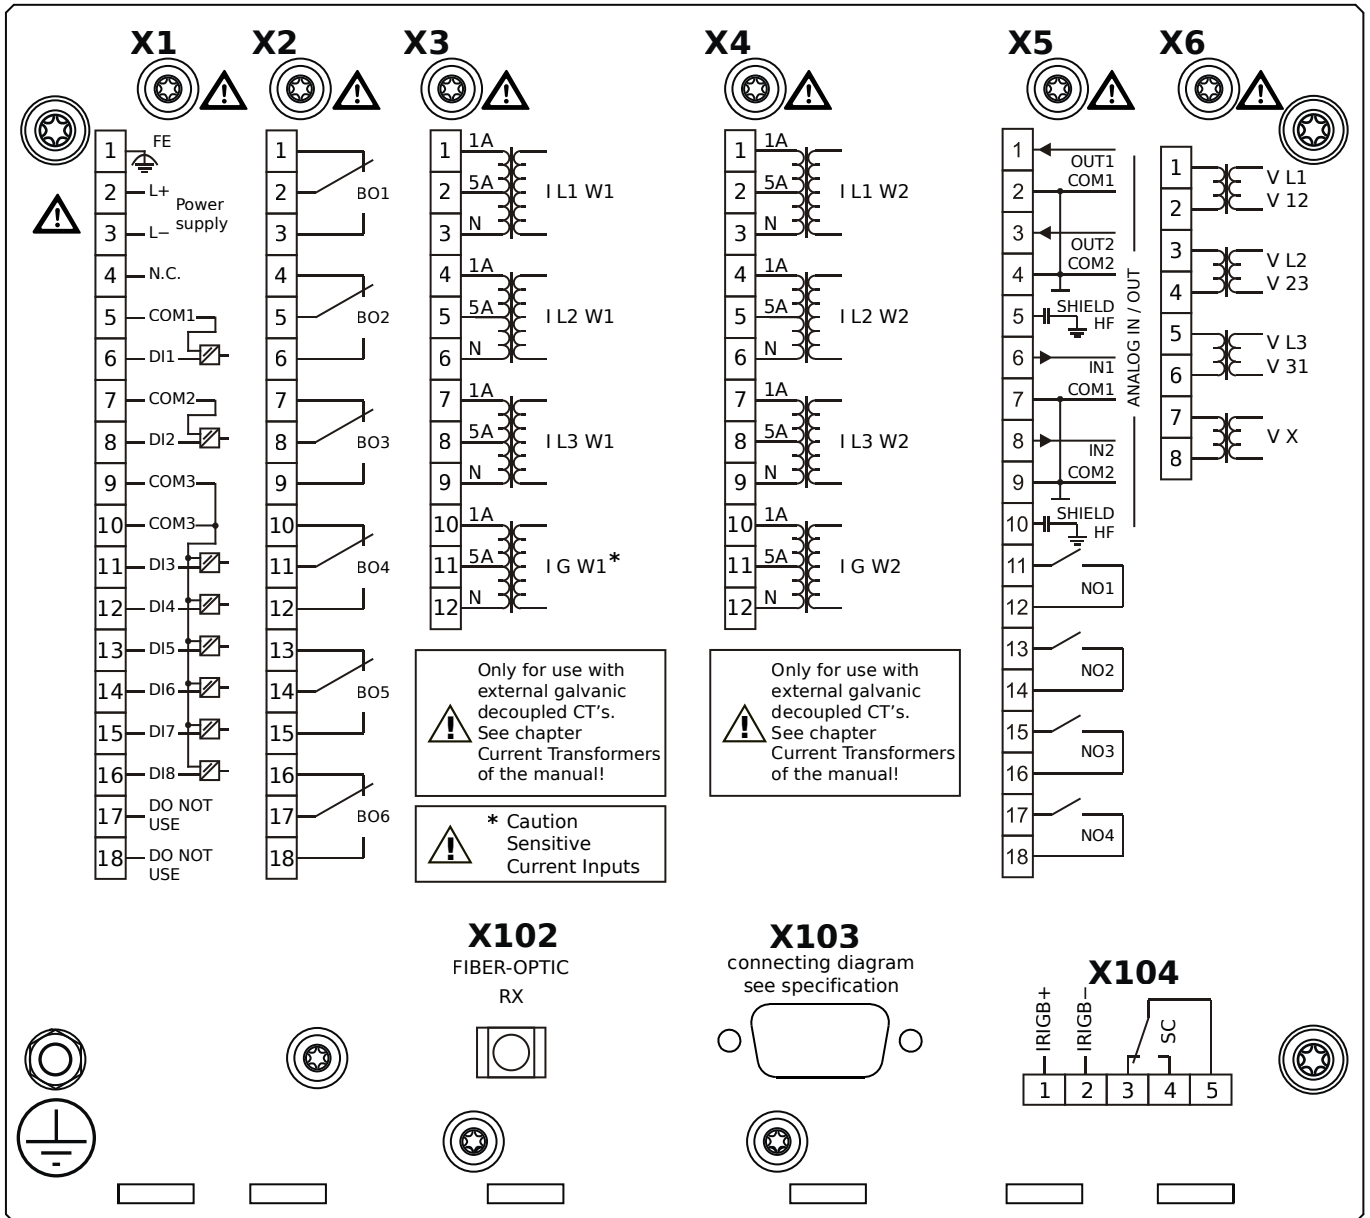 X1
X2
X3
X4
X5
X6
1 FE
2 L+
Power
supply
3 L−
4 N.C.
5 COM1
6 DI1
7 COM2
8 DI2
9 COM3
10 COM3
11 DI3
12 DI4
13 DI5
14 DI6
15 DI7
16 DI8
17 DO NOT
USE
18 DO NOT
USE
1
2 BO1
3
4
5 BO2
6
7
8 BO3
9
10
11 BO4
12
13
14 BO5
15
16
17 BO6
18
1 1A
2 5A I L1 W1
3 N
4 1A
5 5A I L2 W1
6 N
7 1A
8 5A I L3 W1
9 N
10 1A
11 5A I G W1*
12 N
Only for use with
external galvanic
decoupled CT's.
See chapter
Current Transformers
of the manual!
* Caution
Sensitive
Current Inputs
1 1A
2 5A I L1 W2
3 N
4 1A
5 5A I L2 W2
6 N
7 1A
8 5A I L3 W2
9 N
10 1A
11 5A I G W2
12 N
Only for use with
external galvanic
decoupled CT's.
See chapter
Current Transformers
of the manual!
1
OUT1
2 COM1
3
OUT2
4 COM2
5 SHIELD
HF
6
IN1
7 COM1
8
IN2
9 COM2
10 SHIELD
HF
ANALOG IN / OUT
11
NO1
12
13
NO2
14
15
NO3
16
17
NO4
18
1 V L1
2 V 12
3 V L2
4 V 23
5 V L3
6 V 31
7
V X
8
X102
FIBER-OPTIC
RX
X103
connecting diagram
see specification
X104
IRIGB+
IRIGB−
SC
1 2 3 4 5